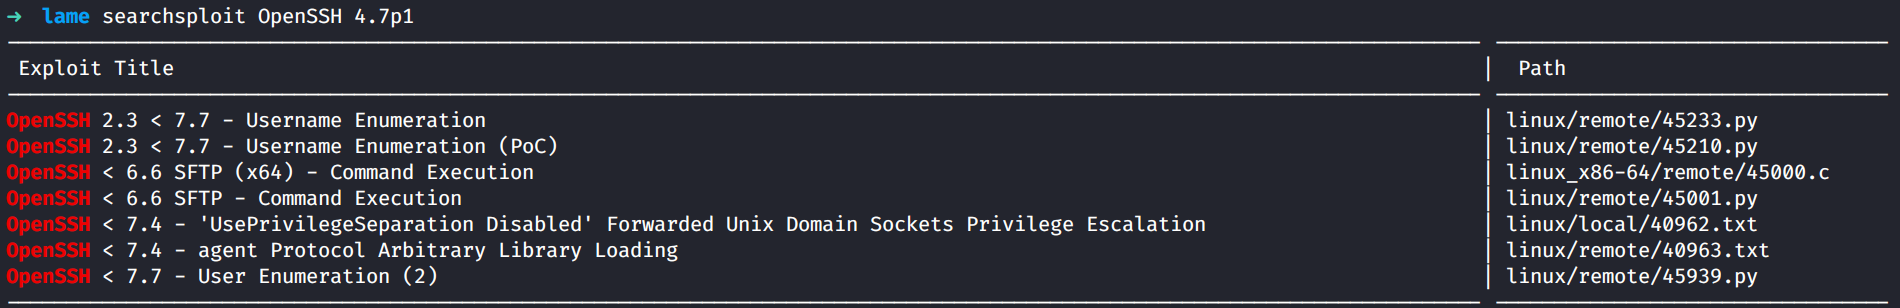 → lame searchsploit OpenSSH 4.7p1
Exploit Title | Path
OpenSSH 2.3 < 7.7 - Username Enumeration | linux/remote/45233.py
OpenSSH 2.3 < 7.7 - Username Enumeration (PoC) | linux/remote/45210.py
OpenSSH < 6.6 SFTP (x64) - Command Execution | linux_x86-64/remote/45000.c
OpenSSH < 6.6 SFTP - Command Execution | linux/remote/45001.py
OpenSSH < 7.4 - 'UsePrivilegeSeparation Disabled' Forwarded Unix Domain Sockets Privilege Escalation | linux/local/40962.txt
OpenSSH < 7.4 - agent Protocol Arbitrary Library Loading | linux/remote/40963.txt
OpenSSH < 7.7 - User Enumeration (2) | linux/remote/45939.py